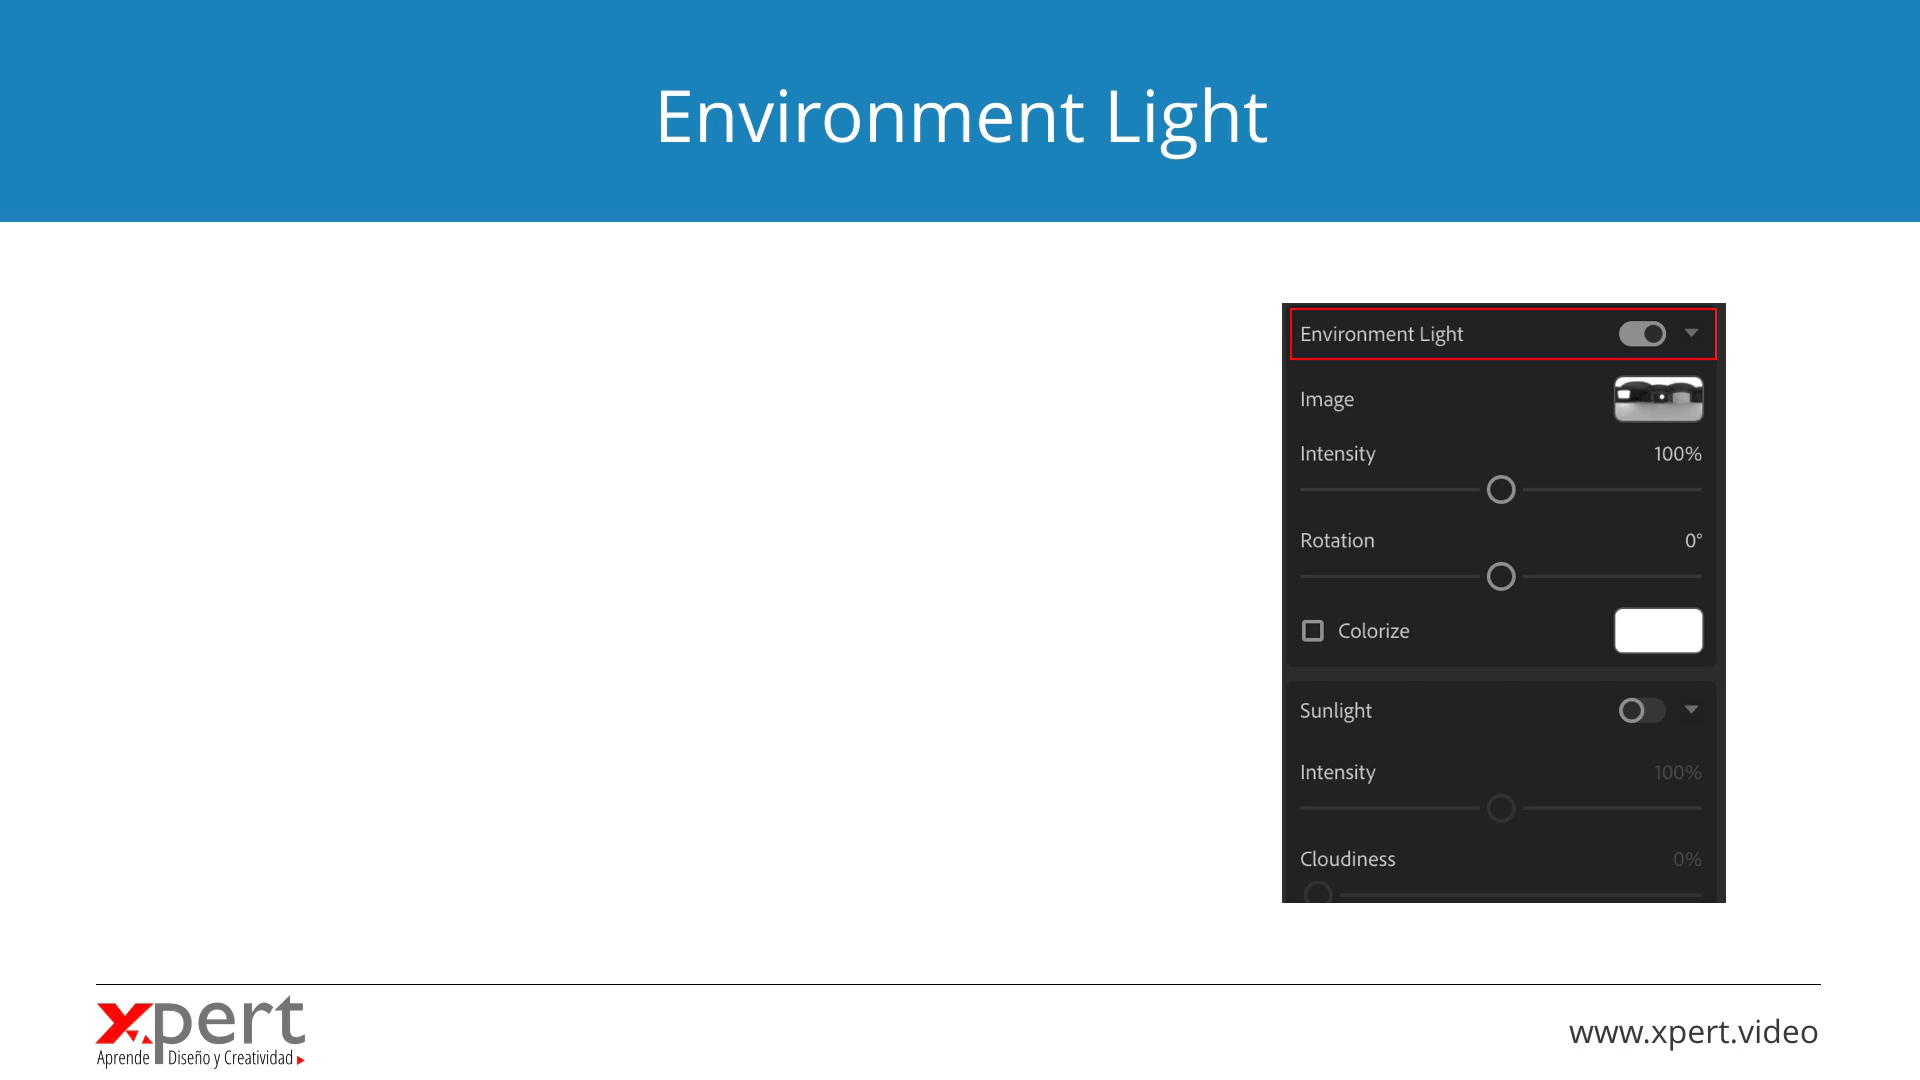 Environment Light
Environment Light
Image
Intensity 100%
Rotation 0°
Colorize
Sunlight
Intensity 100%
Cloudiness 0%
xpert
Aprende Diseño y Creatividad
www.xpert.video